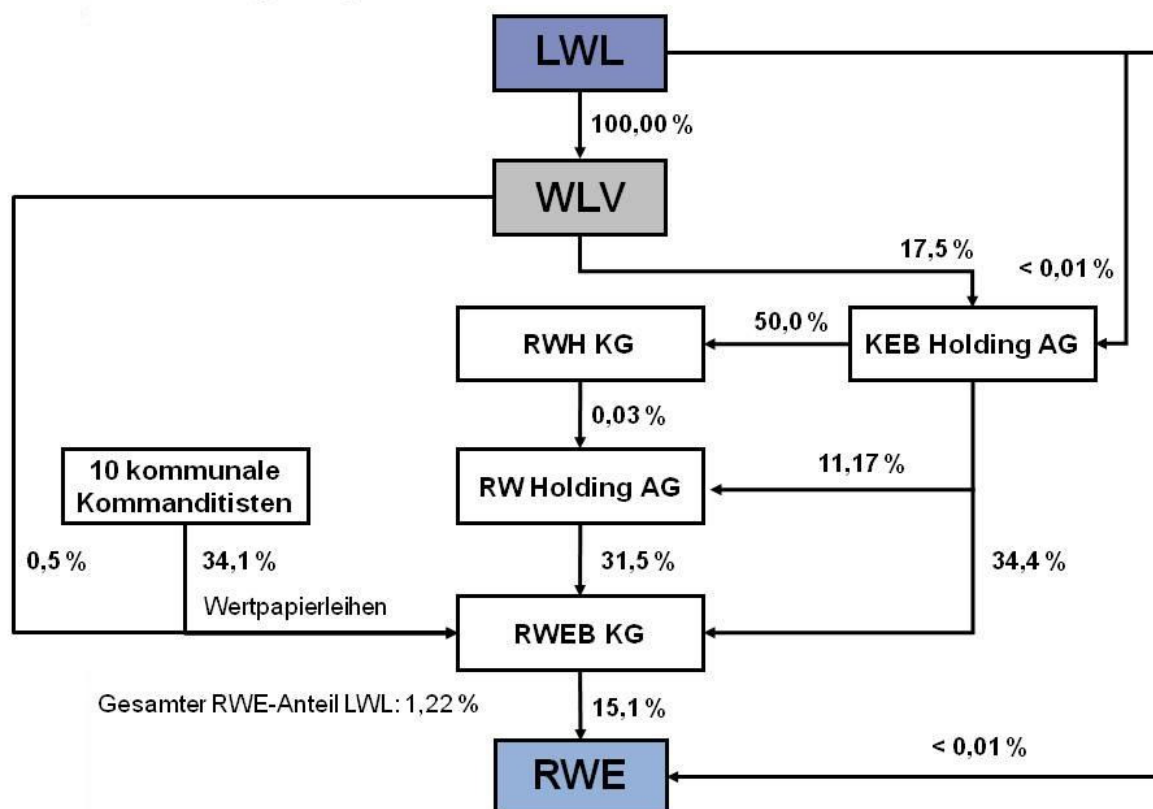 LWL
100,00 %
WLV
17,5 %
< 0,01 %
RWH KG
50,0 %
KEB Holding AG
0,03 %
10 kommunale
Kommanditisten
RW Holding AG
11,17 %
0,5 %
34,1 %
31,5 %
34,4 %
Wertpapierleihen
RWEB KG
Gesamter RWE-Anteil LWL: 1,22 %
15,1 %
RWE
< 0,01 %